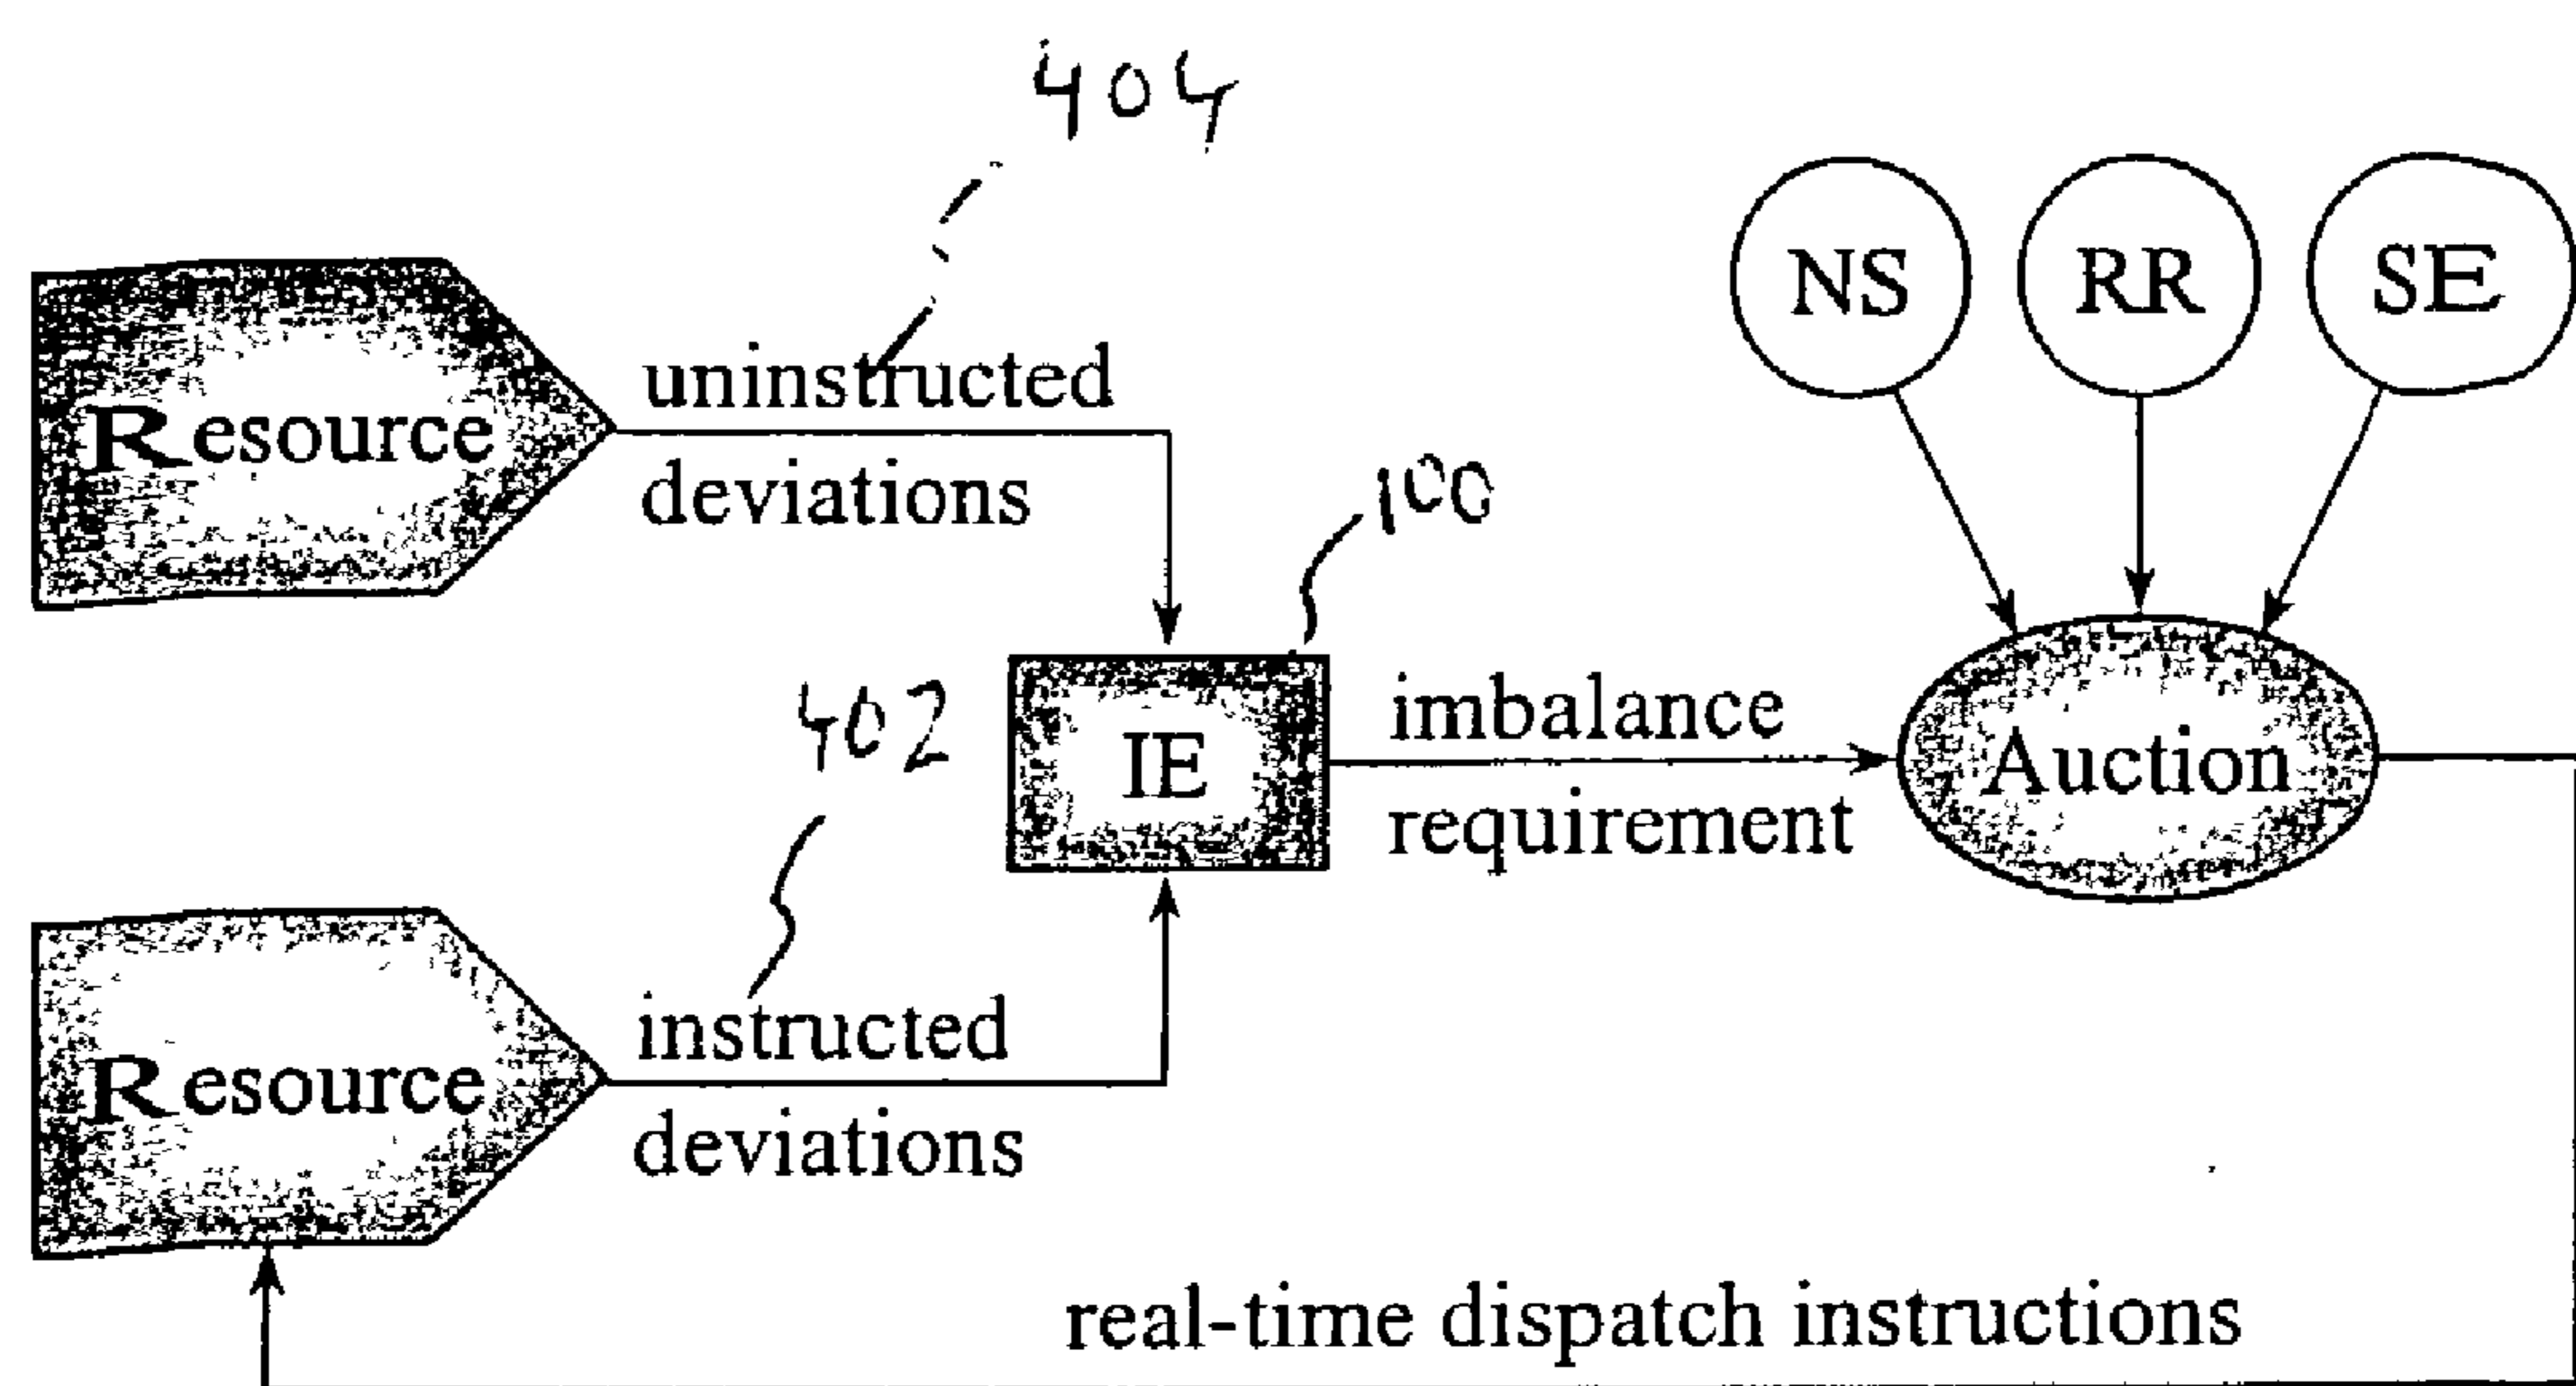 404
NS RR SE
Resource
uninstructed
deviations
100
402
IE
imbalance
requirement
Auction
Resource
instructed
deviations
real-time dispatch instructions